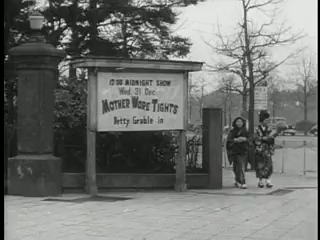 12:00 MIDNIGHT SHOW
Wed. 31 Dec.
MOTHER WORE TIGHTS
Betty Grable in